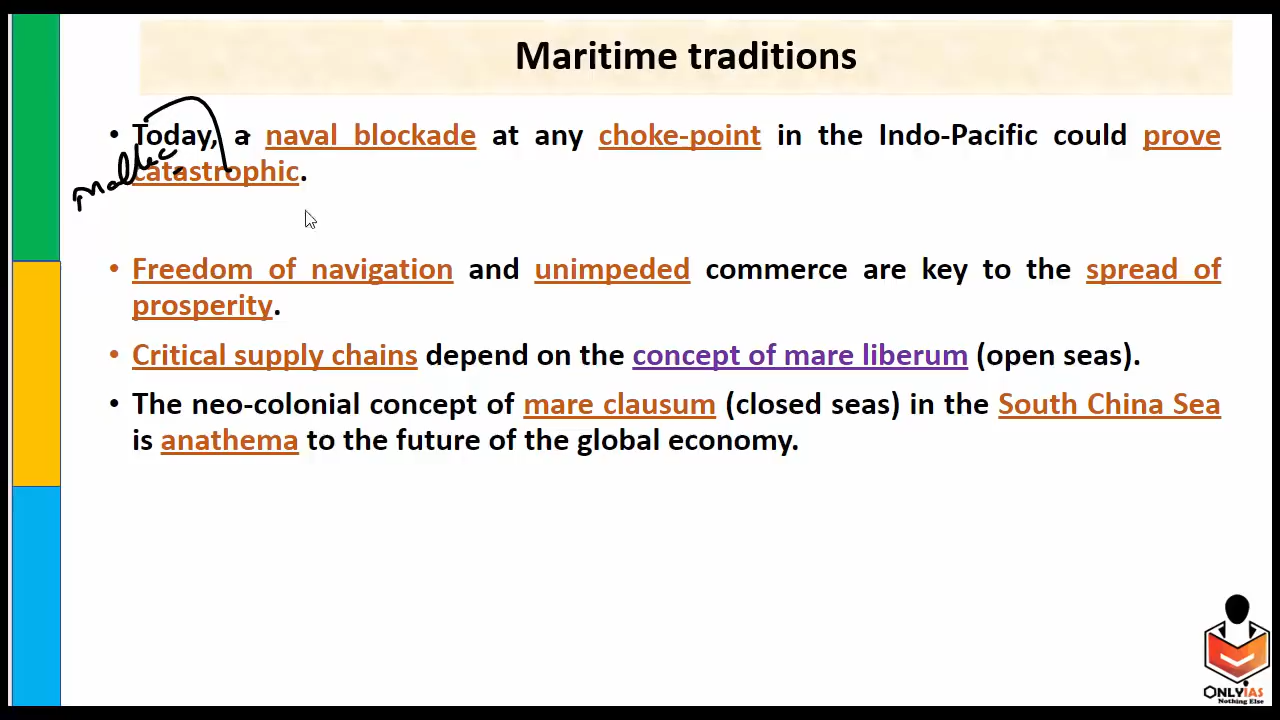 Maritime traditions
• Today, a naval blockade at any choke-point in the Indo-Pacific could prove
catastrophic.
• Freedom of navigation and unimpeded commerce are key to the spread of
prosperity.
• Critical supply chains depend on the concept of mare liberum (open seas).
• The neo-colonial concept of mare clausum (closed seas) in the South China Sea
is anathema to the future of the global economy.
ONLYIAS
Nothing Else